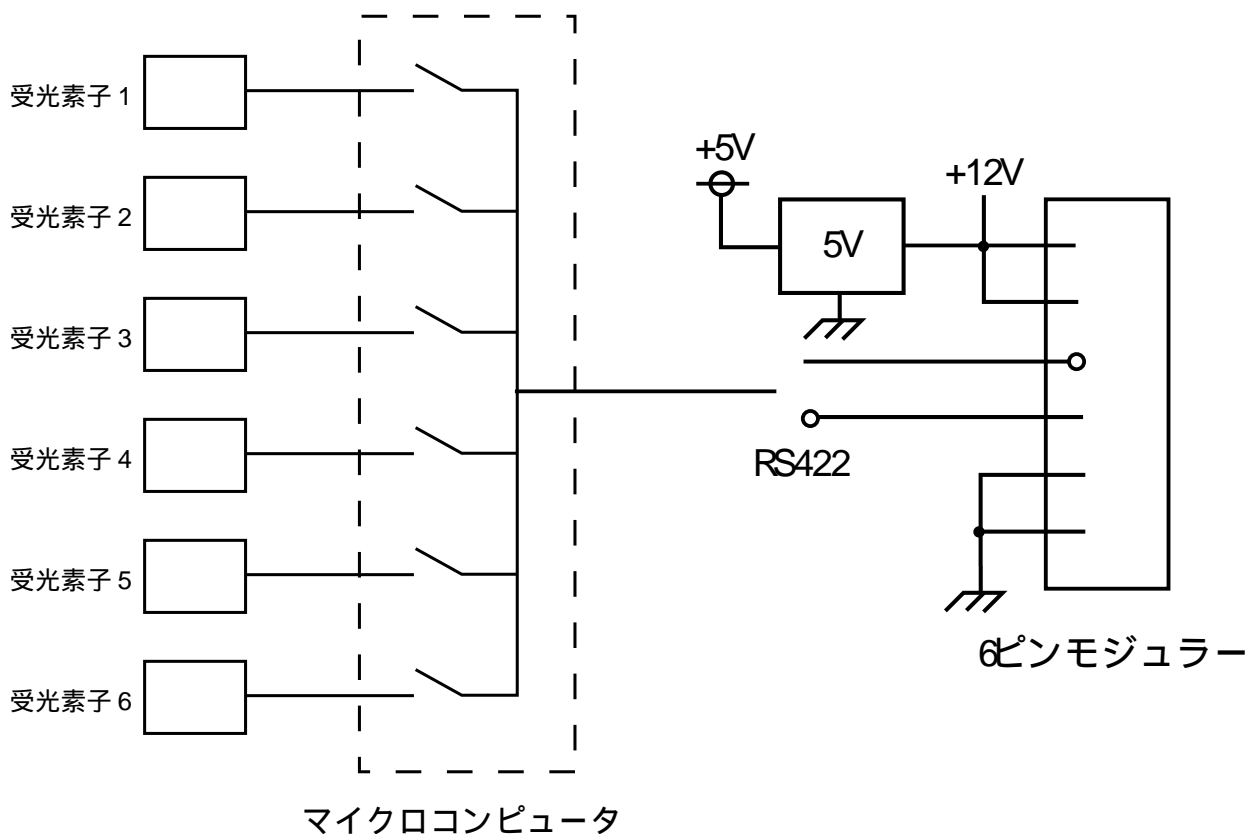 受光素子 1
受光素子 2
受光素子 3
受光素子 4
受光素子 5
受光素子 6
マイクロコンピュータ
+5V
5V
+12V
RS422
6ピンモジュラー